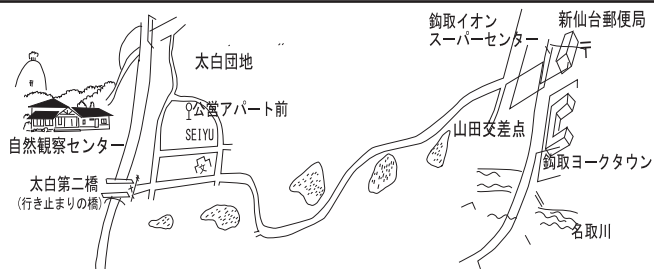 鈎取イオン
スーパーセンター
新仙台郵便局
〒
太白団地
公営アパート前
SEIYU
文
自然観察センター
山田交差点
鈎取ヨークタウン
太白第二橋
(行き止まりの橋)
名取川